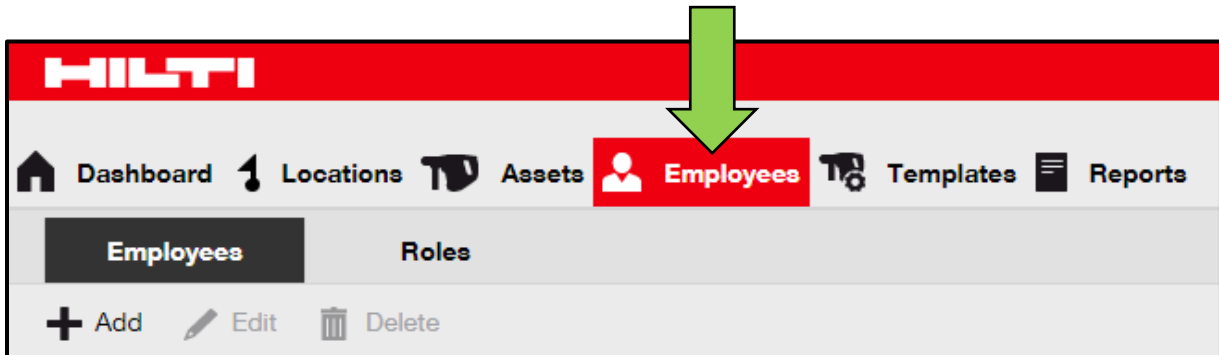 HILTI
Dashboard Locations Assets Employees Templates Reports
Employees Roles
Add Edit Delete